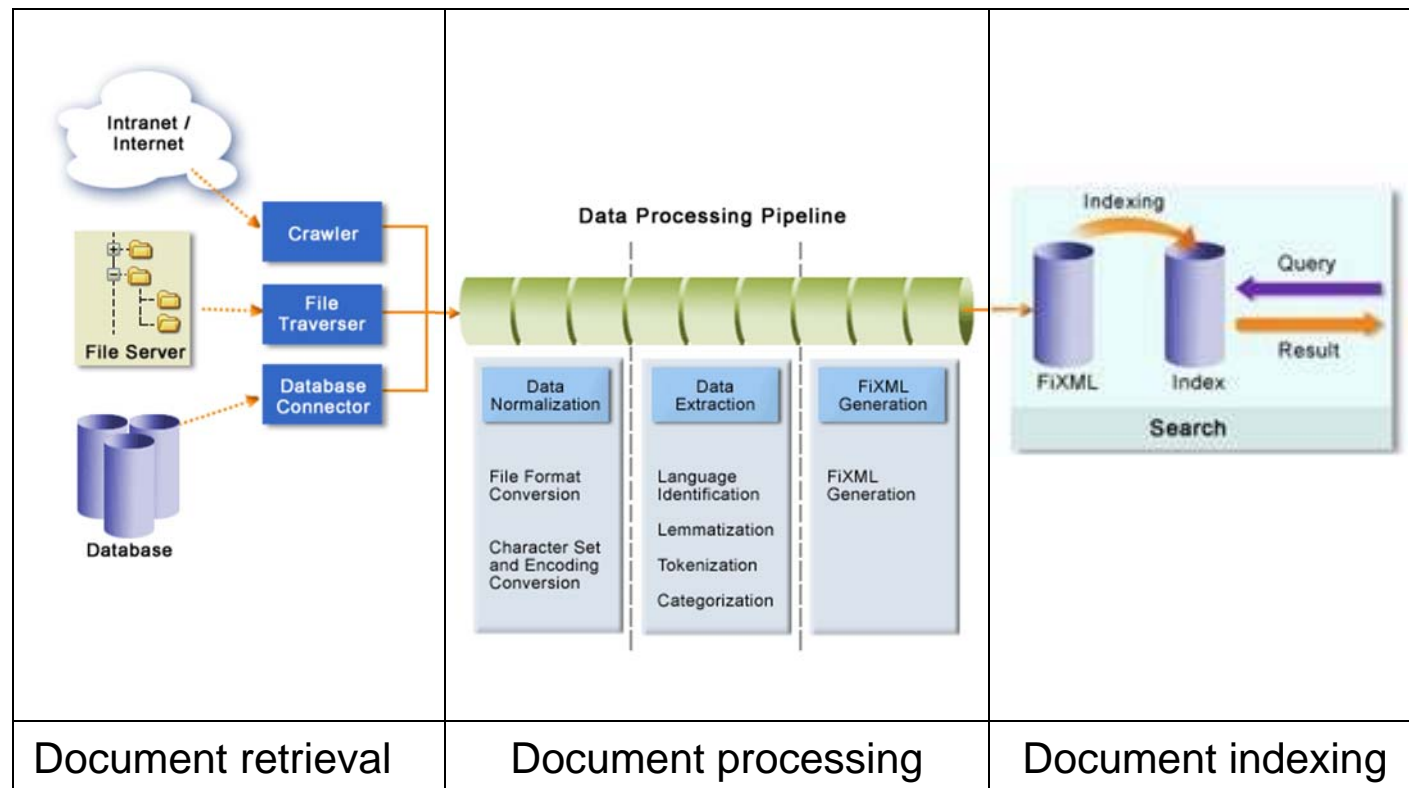 Intranet /
Internet
File Server
Database
Crawler
File
Traverser
Database
Connector
Data Processing Pipeline
Data
Normalization
File Format
Conversion
Character Set
and Encoding
Conversion
Data
Extraction
Language
Identification
Lemmatization
Tokenization
Categorization
FiXML
Generation
FiXML
Generation
Indexing
Query
Result
FiXML
Index
Search
Document retrieval
Document processing
Document indexing